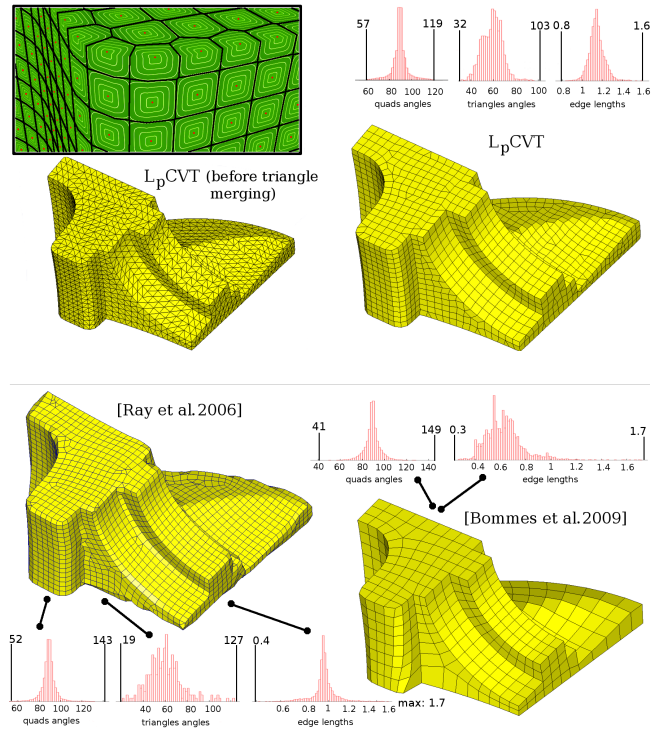 57 119 32 103 0.8 1.6
60 80 100 120 40 60 80 100 0.8 1 1.2 1.4 1.6
quads angles triangles angles edge lengths
LpCVT (before triangle
merging)
LpCVT
[Ray et al.2006]
41 149 0.3 1.7
40 60 80 100 120 140 0.4 0.6 0.8 1 1.2 1.4 1.6
quads angles edge lengths
[Bommes et al.2009]
52 143 19 127 0.4
60 80 100 120 20 40 60 80 100 0.6 0.8 1 1.2 1.4 1.6
quads angles triangles angles edge lengths
max: 1.7